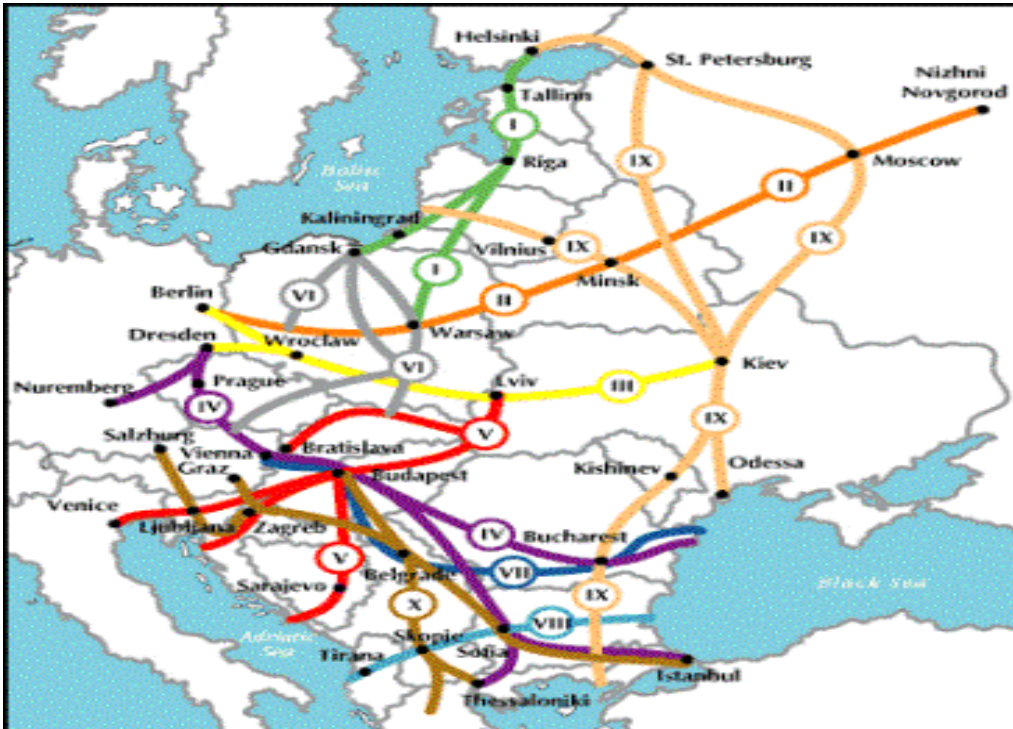 Helsinki
St. Petersburg
Nizhni
Novgorod
Tallinn
I
Riga
IX
Moscow
II
Baltic
Sea
Kaliningrad
Gdansk
Vilnius
IX
IX
I
Minsk
VI
II
Berlin
Dresden
Wroclaw
Warsaw
VI
Kiev
Nuremberg
Prague
Lviv
III
IV
IX
Salzburg
Bratislava
V
Vienna
Graz
Budapest
Kishinev
Odessa
Venice
Ljubljana
Zagreb
IV
Bucharest
V
Belgrade
VII
Sarajevo
Black Sea
X
IX
Adriatic
Sea
Skopje
VIII
Tirana
Sofia
Istanbul
Thessaloniki